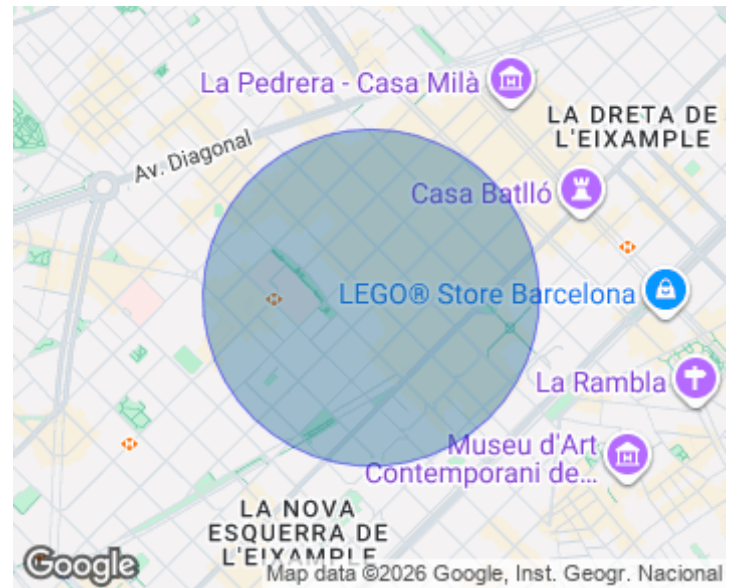 La Pedrera - Casa Milà
LA DRETA DE
L'EIXAMPLE
Av. Diagonal
Casa Batlló
LEGO® Store Barcelona
La Rambla
Museu d'Art
Contemporani de...
LA NOVA
ESQUERRA DE
L'EIXAMPLE
Google
Map data ©2026 Google, Inst. Geogr. Nacional